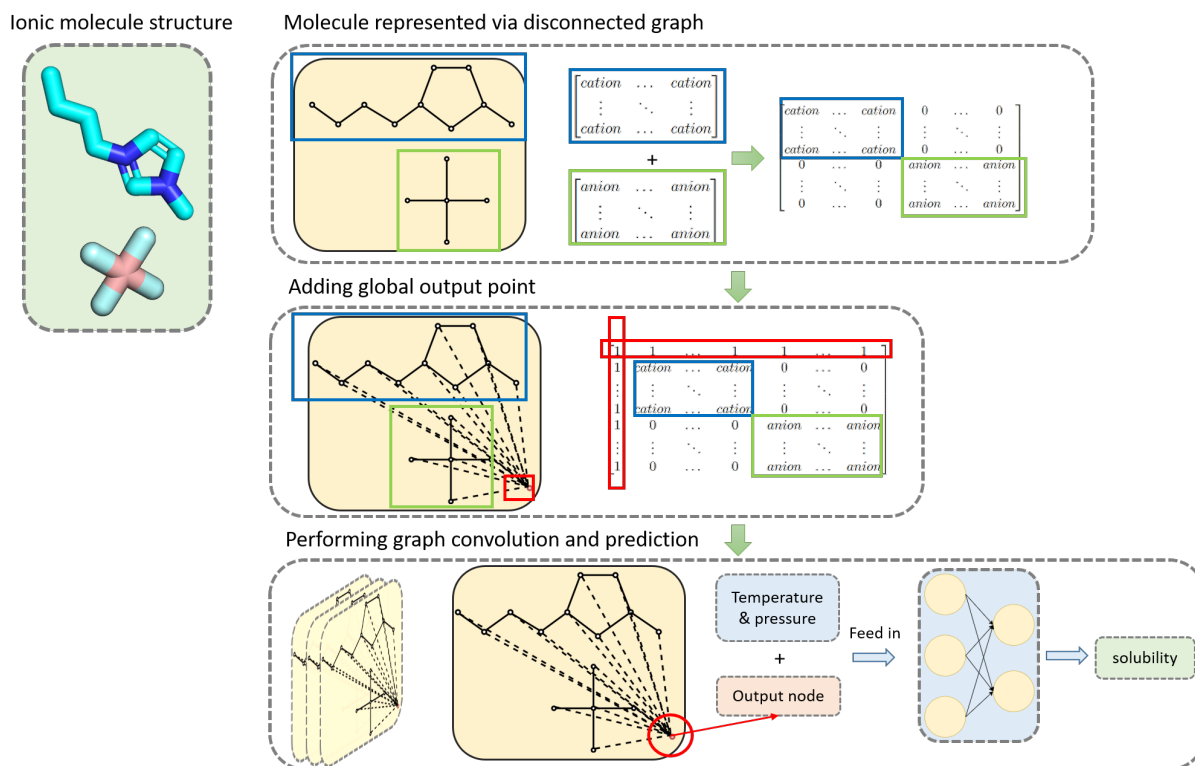 Ionic molecule structure
Molecule represented via disconnected graph
cation … cation
⋮ ⋱ ⋮
cation … cation
+
anion … anion
⋮ ⋱ ⋮
anion … anion
cation … cation 0 … 0
⋮ ⋱ ⋮ ⋮ ⋱ ⋮
cation … cation 0 … 0
0 … 0 anion … anion
⋮ ⋱ ⋮ ⋮ ⋱ ⋮
0 … 0 anion … anion
Adding global output point
1 1 … 1 1 … 1
1 cation … cation 0 … 0
⋮ ⋮ ⋱ ⋮ ⋮ ⋱ ⋮
1 cation … cation 0 … 0
1 0 … 0 anion … anion
⋮ ⋮ ⋱ ⋮ ⋮ ⋱ ⋮
1 0 … 0 anion … anion
Performing graph convolution and prediction
Temperature
& pressure
+
Output node
Feed in
solubility